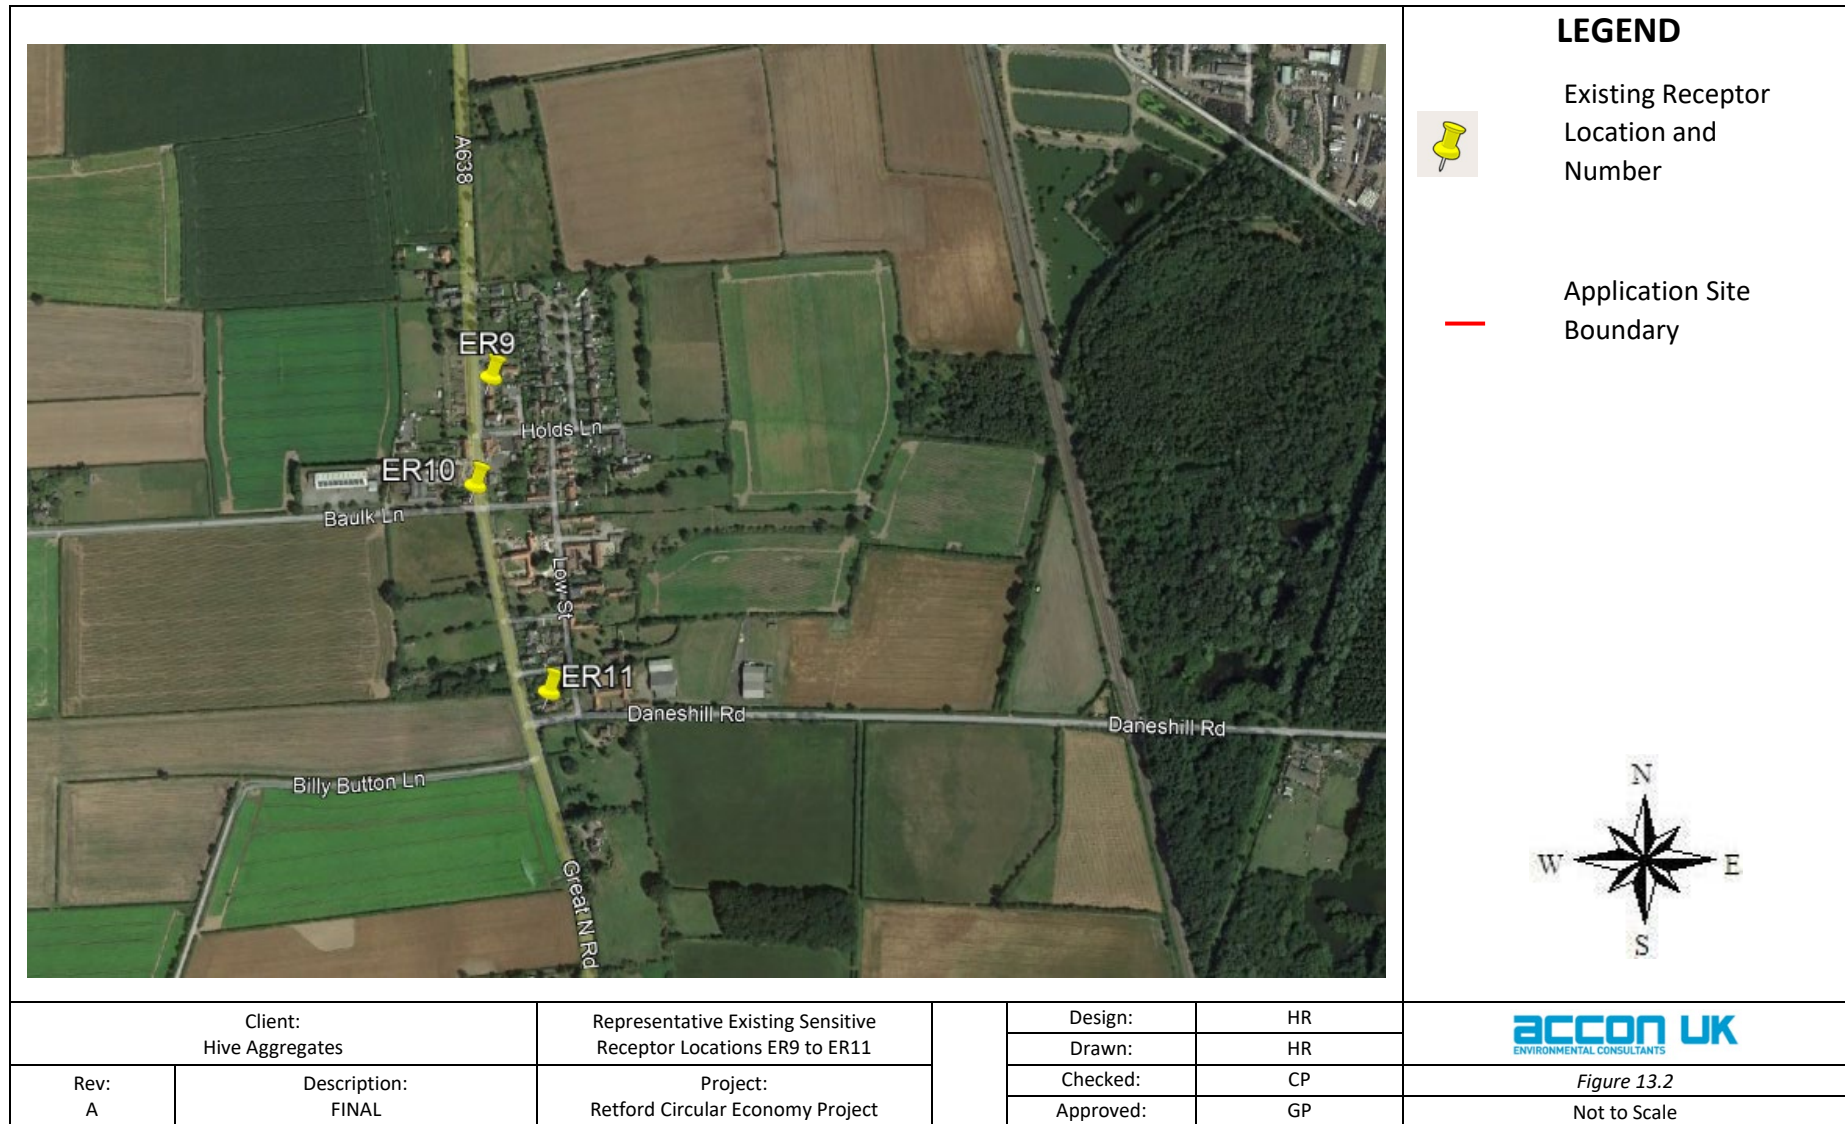 LEGEND
Existing Receptor
Location and
Number
Application Site
Boundary
A638
ER9
Holds Ln
ER10
Baulk Ln
Low St
ER11
Daneshill Rd
Daneshill Rd
Billy Button Ln
Great N Rd
N
W
E
S
Client:
Hive Aggregates
Representative Existing Sensitive
Receptor Locations ER9 to ER11
Rev:
A
Description:
FINAL
Project:
Retford Circular Economy Project
Design:
HR
Drawn:
HR
Checked:
CP
Approved:
GP
accon UK
ENVIRONMENTAL CONSULTANTS
Figure 13.2
Not to Scale